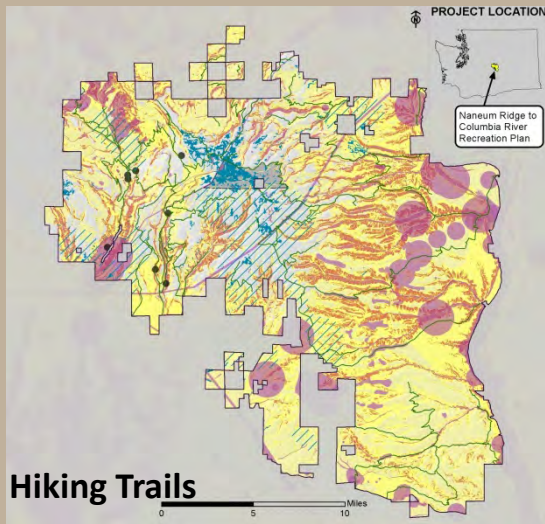 PROJECT LOCATION
N
Naneum Ridge to
Columbia River
Recreation Plan
Hiking Trails
Miles
0 5 10